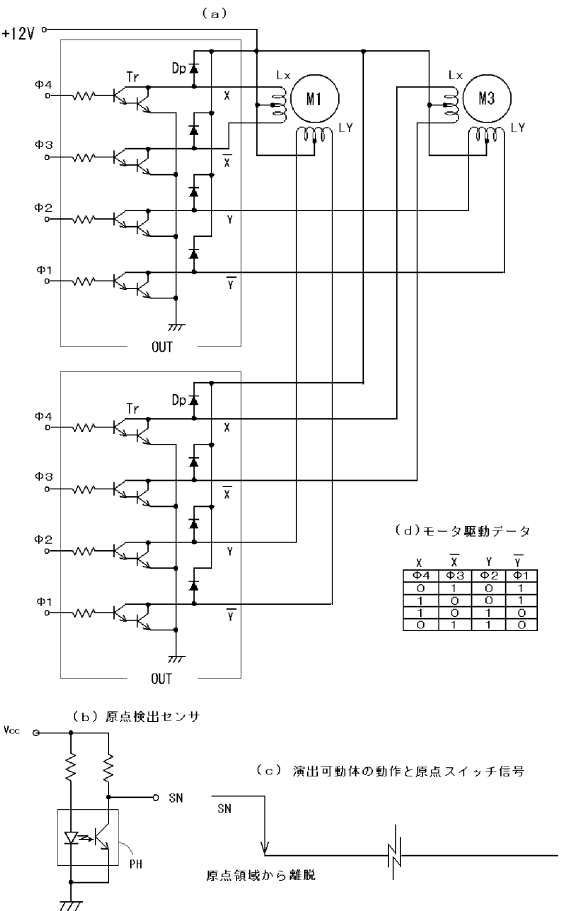 (a)
+12V
Φ4 Tr Dp X Lx M1 LY Lx M3 LY
Φ3 X̅
Φ2 Y
Φ1 Y̅
OUT
Φ4 Tr Dp X
Φ3 X̅
Φ2 Y
Φ1 Y̅
OUT
(d)モータ駆動データ
X X̅ Y Y̅
Φ4 Φ3 Φ2 Φ1
0 1 0 1
1 0 0 1
1 0 1 0
0 1 1 0
(b)原点検出センサ
Vcc
SN
PH
(c) 演出可動体の動作と原点スイッチ信号
SN
原点領域から離脱